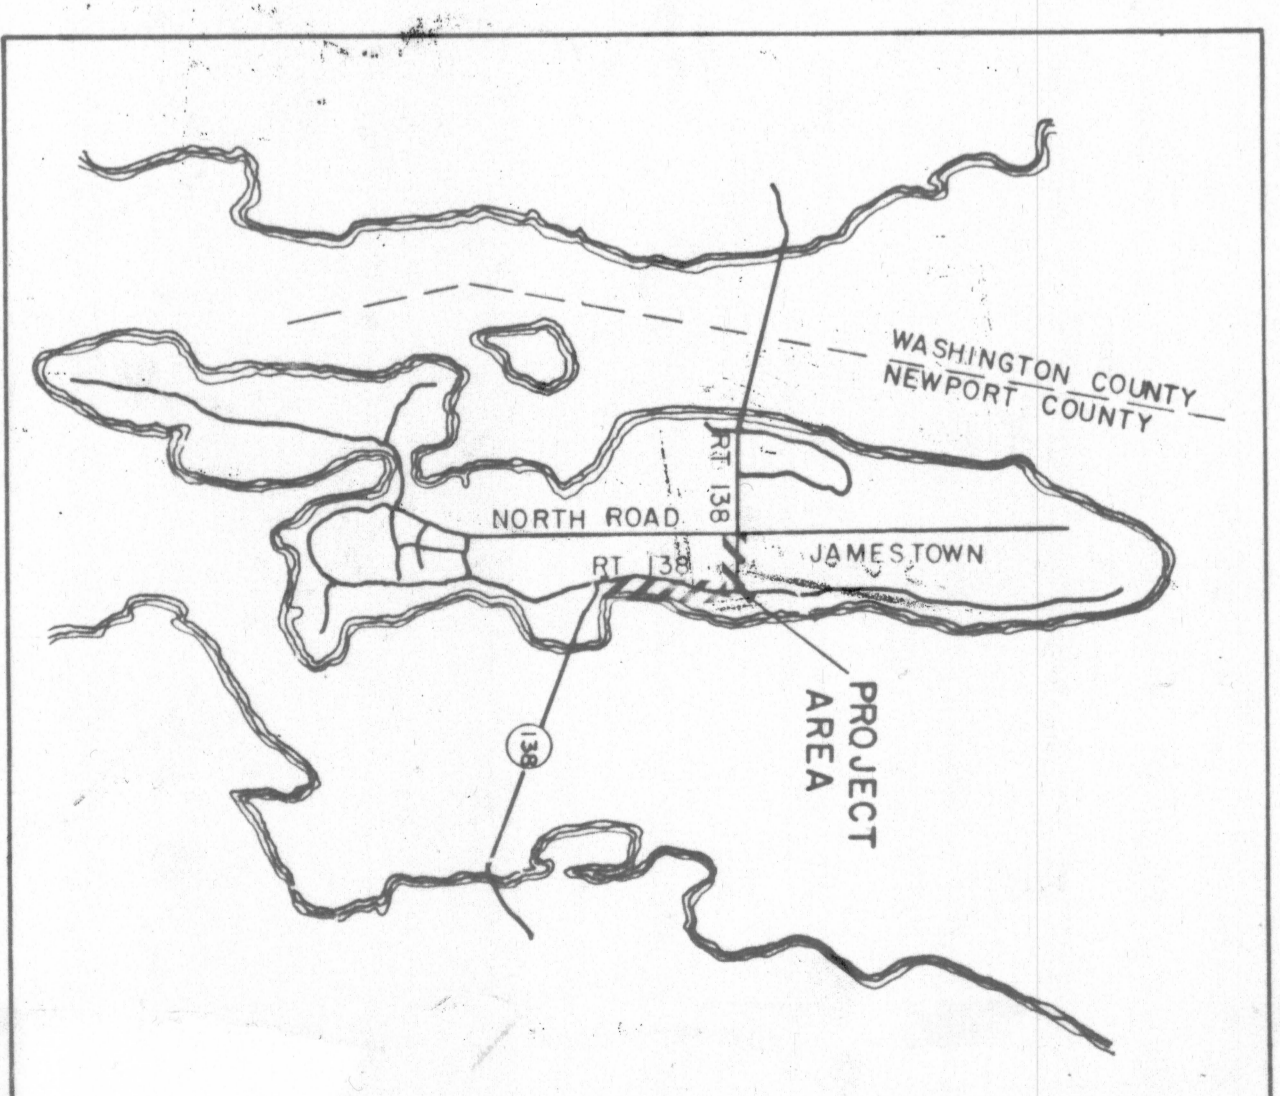 WASHINGTON COUNTY
NEWPORT COUNTY
RT 138
NORTH ROAD
JAMESTOWN
RT 138
PROJECT
AREA
138